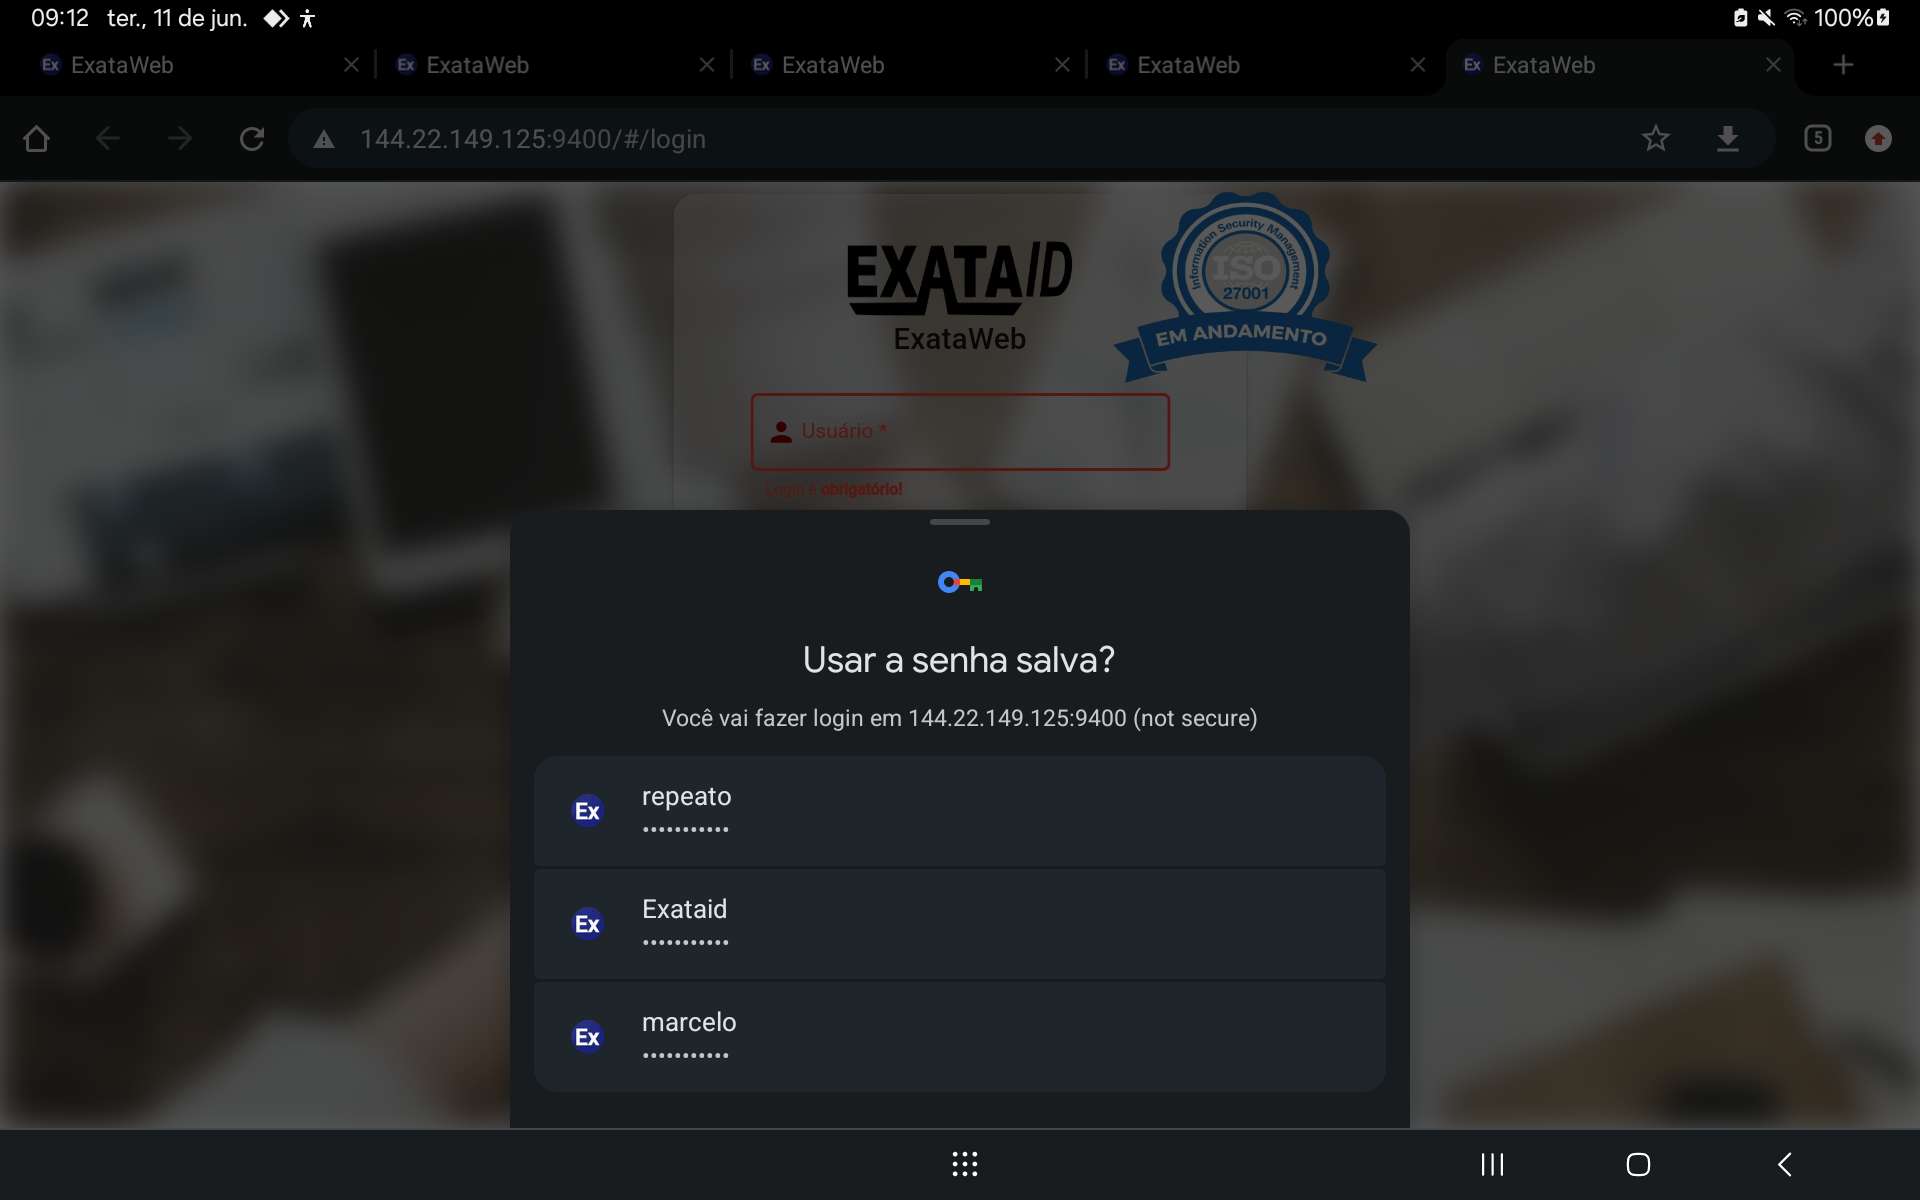 09:12 ter., 11 de jun.
100%
Ex ExataWeb
Ex ExataWeb
Ex ExataWeb
Ex ExataWeb
Ex ExataWeb
144.22.149.125:9400/#/login
5
EXATAID
ExataWeb
Information Security Management
ISO
27001
EM ANDAMENTO
Usuário *
Login é obrigatório!
Usar a senha salva?
Você vai fazer login em 144.22.149.125:9400 (not secure)
Ex
repeato
•••••••••••
Ex
Exataid
•••••••••••
Ex
marcelo
•••••••••••